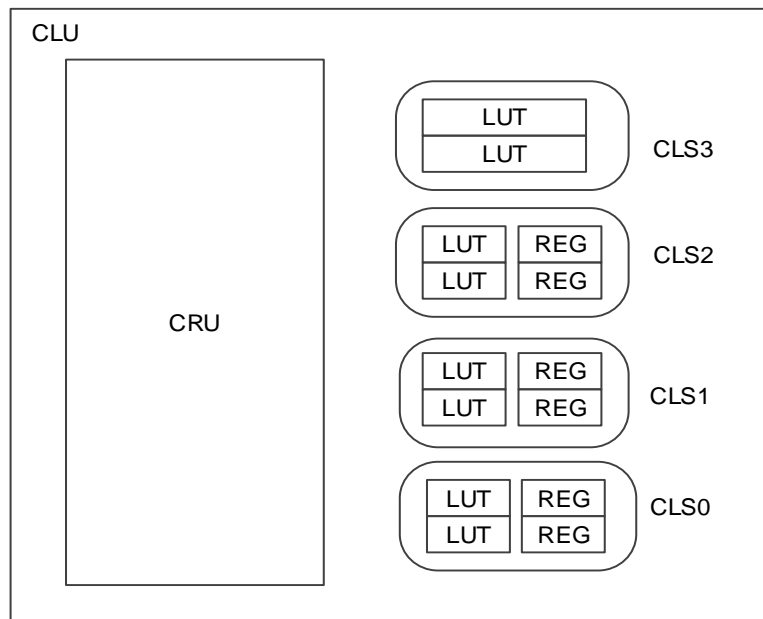 CLU
CRU
LUT
LUT
CLS3
LUT REG
LUT REG
CLS2
LUT REG
LUT REG
CLS1
LUT REG
LUT REG
CLS0